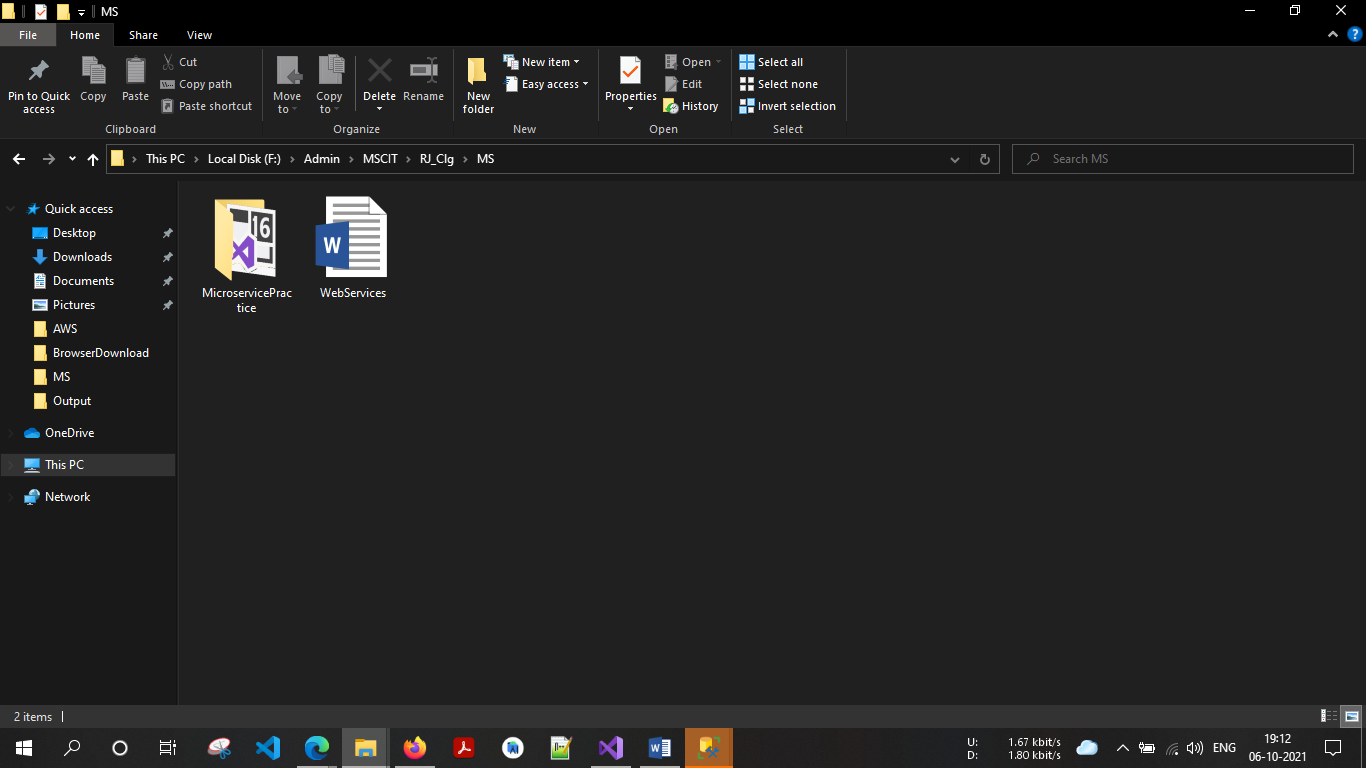 MS
File Home Share View
Pin to Quick access
Copy
Paste
Cut
Copy path
Paste shortcut
Clipboard
Move to
Copy to
Delete
Rename
Organize
New folder
New item
Easy access
New
Properties
Open
Edit
History
Open
Select all
Select none
Invert selection
Select
This PC > Local Disk (F:) > Admin > MSCIT > RJ_Clg > MS
Search MS
Quick access
Desktop
Downloads
Documents
Pictures
AWS
BrowserDownload
MS
Output
OneDrive
This PC
Network
16
W
MicroservicePrac
tice
WebServices
2 items
U: 1.67 kbit/s
D: 1.80 kbit/s
ENG
19:12
06-10-2021